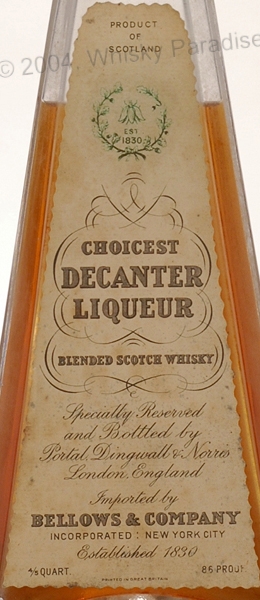 PRODUCT
OF
SCOTLAND
© 2004 Whisky Paradise
EST
1830
CHOICEST
DECANTER
LIQUEUR
BLENDED SCOTCH WHISKY
Specially Reserved
and Bottled by
Portal, Dingwall & Norris
London, England
Imported by
BELLOWS & COMPANY
INCORPORATED : NEW YORK CITY
Established 1830
4/5 QUART. 86 PROOF
PRINTED IN GREAT BRITAIN